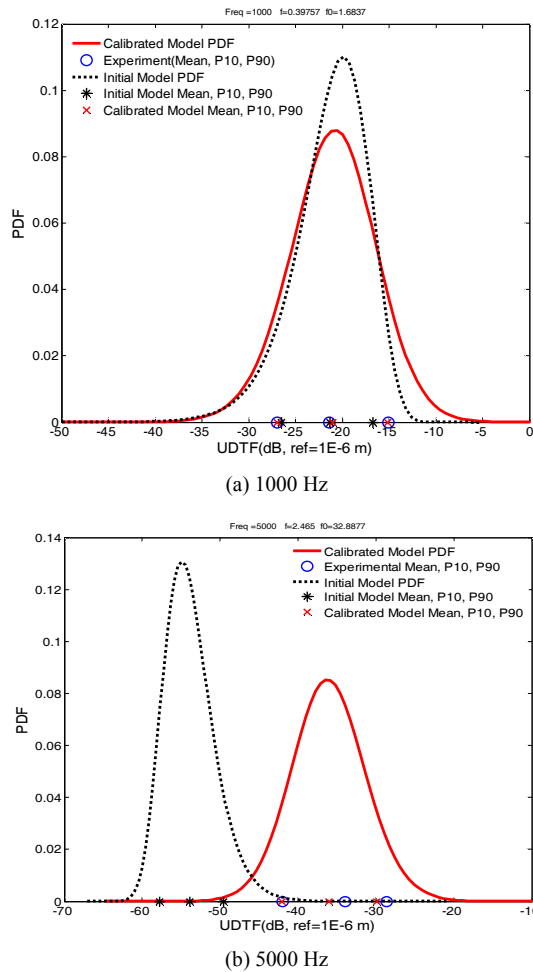 Freq =1000 f=0.39757 f0=1.6837
0.12
0.1
0.08
0.06
0.04
0.02
0
PDF
Calibrated Model PDF
Experiment(Mean, P10, P90)
Initial Model PDF
Initial Model Mean, P10, P90
Calibrated Model Mean, P10, P90
-50 -45 -40 -35 -30 -25 -20 -15 -10 -5 0
UDTF(dB, ref=1E-6 m)
(a) 1000 Hz
Freq =5000 f=2.465 f0=32.8877
0.14
0.12
0.1
0.08
0.06
0.04
0.02
0
PDF
Calibrated Model PDF
Experimental Mean, P10, P90
Initial Model PDF
Initial Model Mean, P10, P90
Calibrated Model Mean, P10, P90
-70 -60 -50 -40 -30 -20 -10
UDTF(dB, ref=1E-6 m)
(b) 5000 Hz